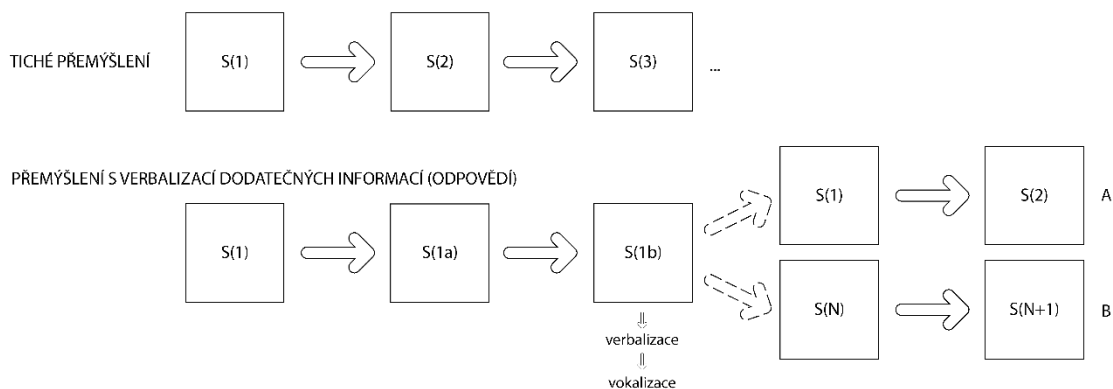 TICHÉ PŘEMÝŠLENÍ
S(1)
S(2)
S(3)
...
PŘEMÝŠLENÍ S VERBALIZACÍ DODATEČNÝCH INFORMACÍ (ODPOVĚDÍ)
S(1)
S(2)
A
S(1)
S(1a)
S(1b)
S(N)
S(N+1)
B
verbalizace
vokalizace